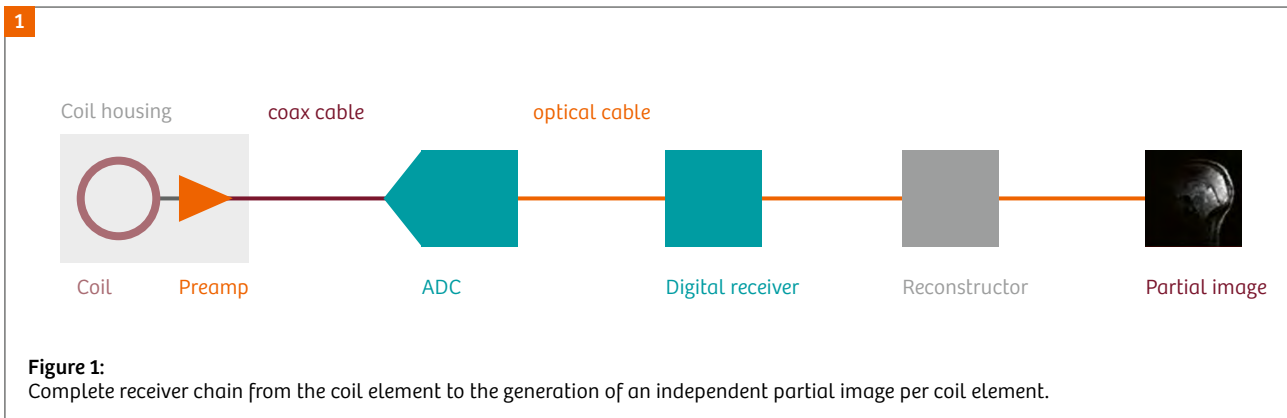 1
Coil housing
coax cable
optical cable
Coil
Preamp
ADC
Digital receiver
Reconstructor
Partial image
Figure 1:
Complete receiver chain from the coil element to the generation of an independent partial image per coil element.